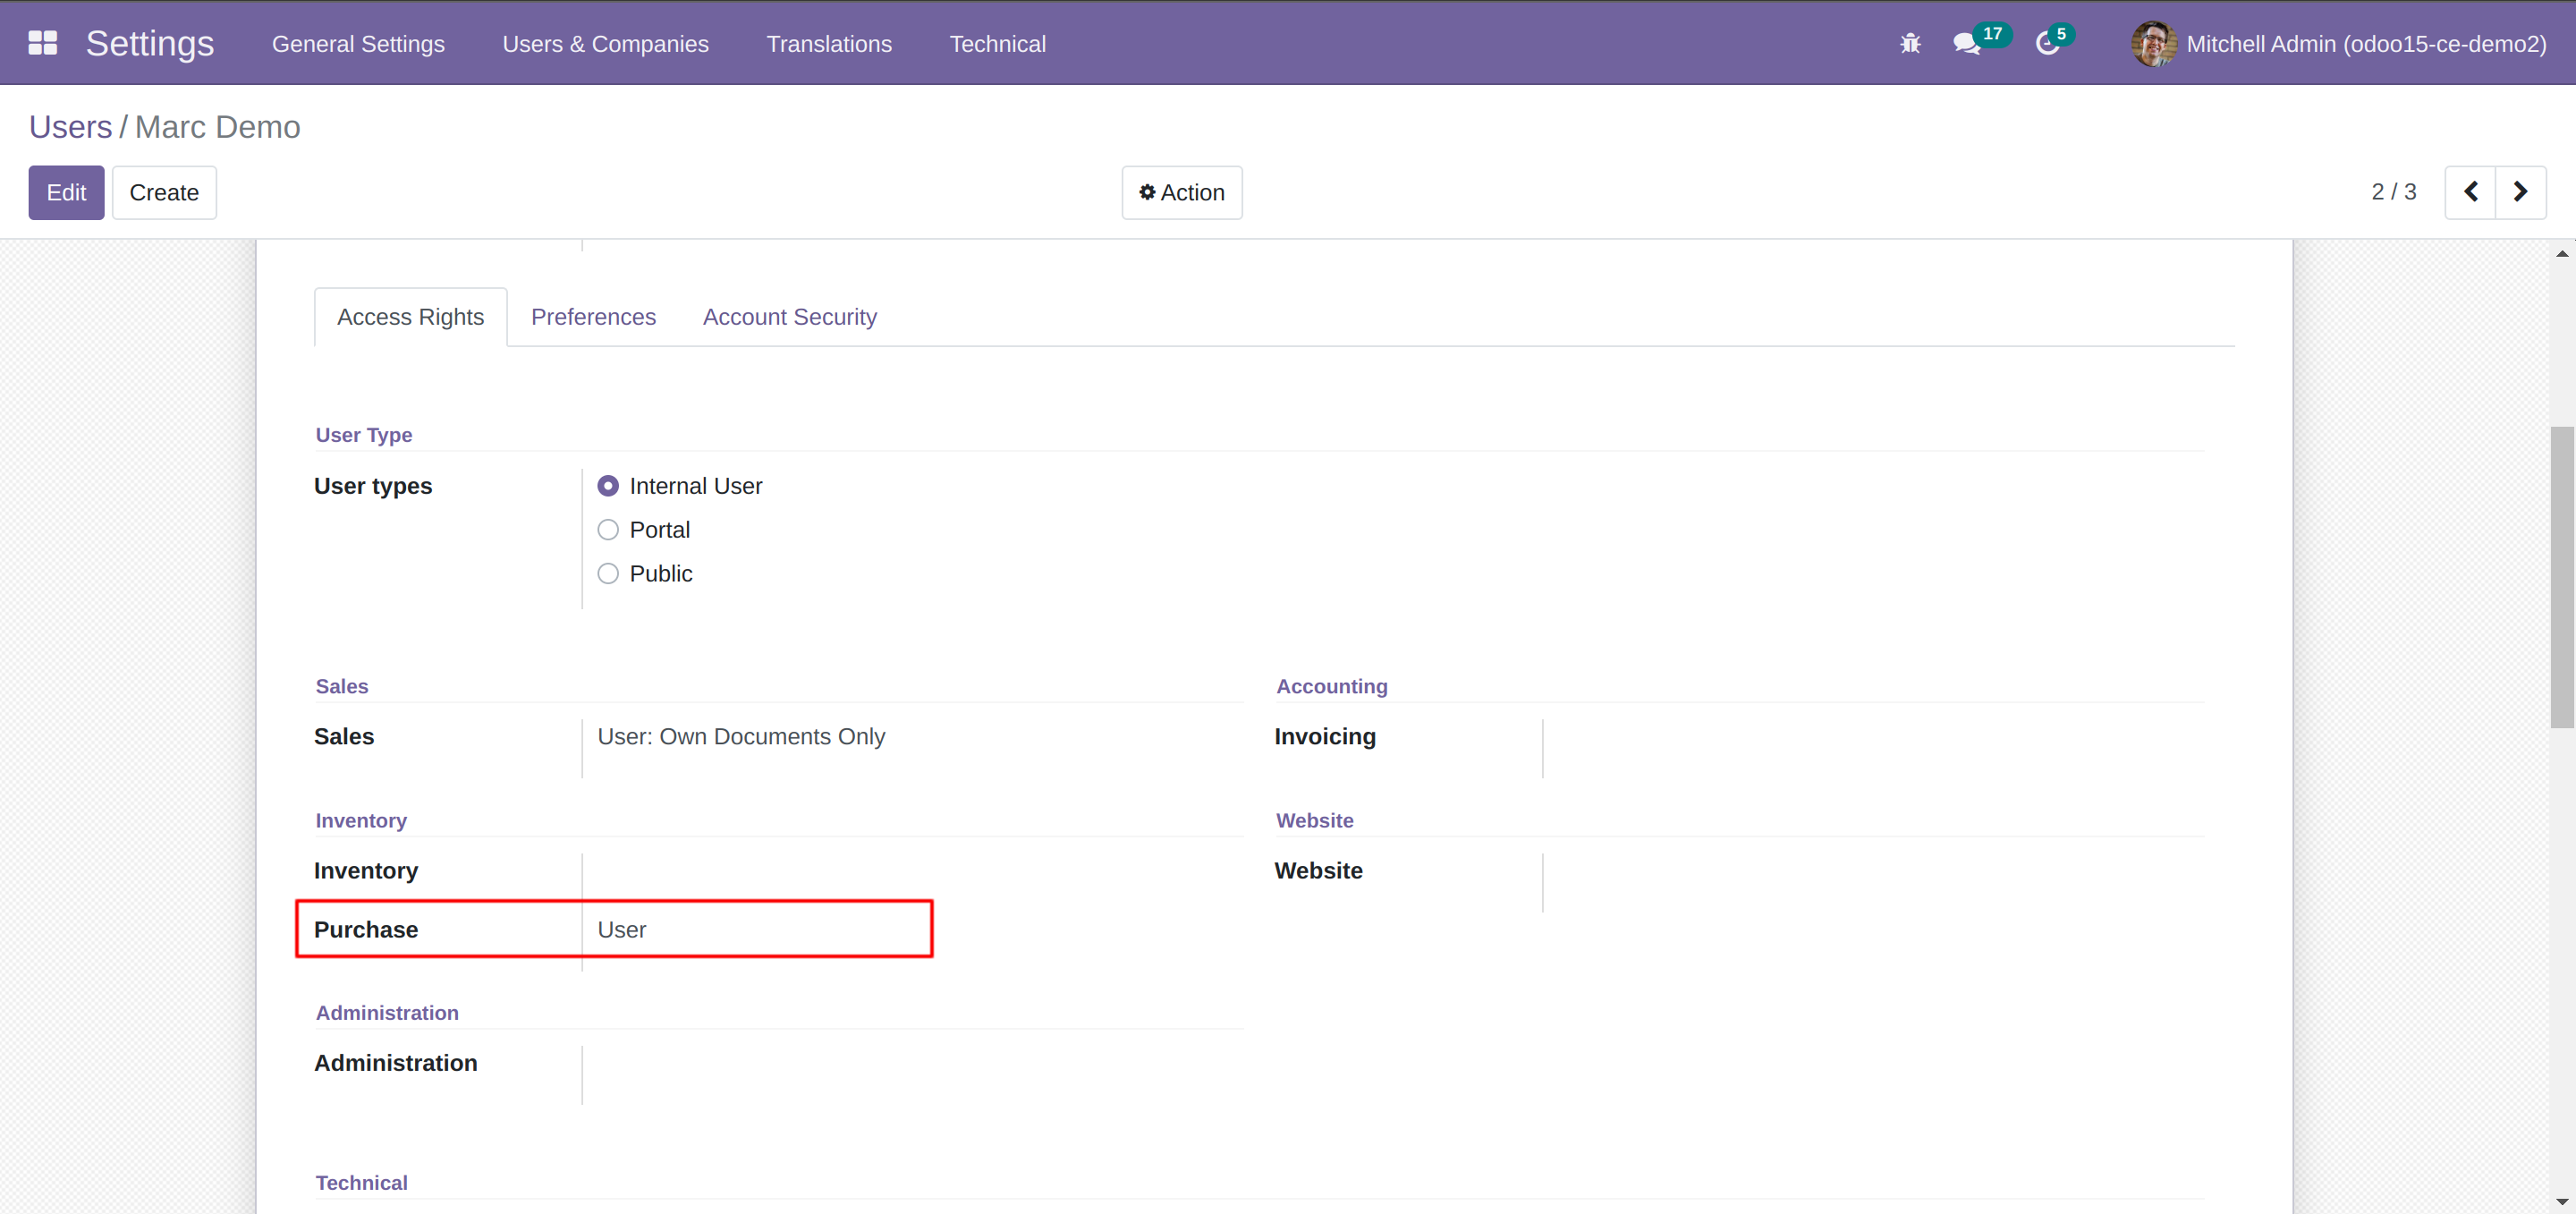 Settings General Settings Users & Companies Translations Technical 17 5 Mitchell Admin (odoo15-ce-demo2)
Users / Marc Demo
Edit Create Action 2 / 3
Access Rights Preferences Account Security
User Type
User types Internal User
Portal
Public
Sales Accounting
Sales User: Own Documents Only Invoicing
Inventory Website
Inventory Website
Purchase User
Administration
Administration
Technical